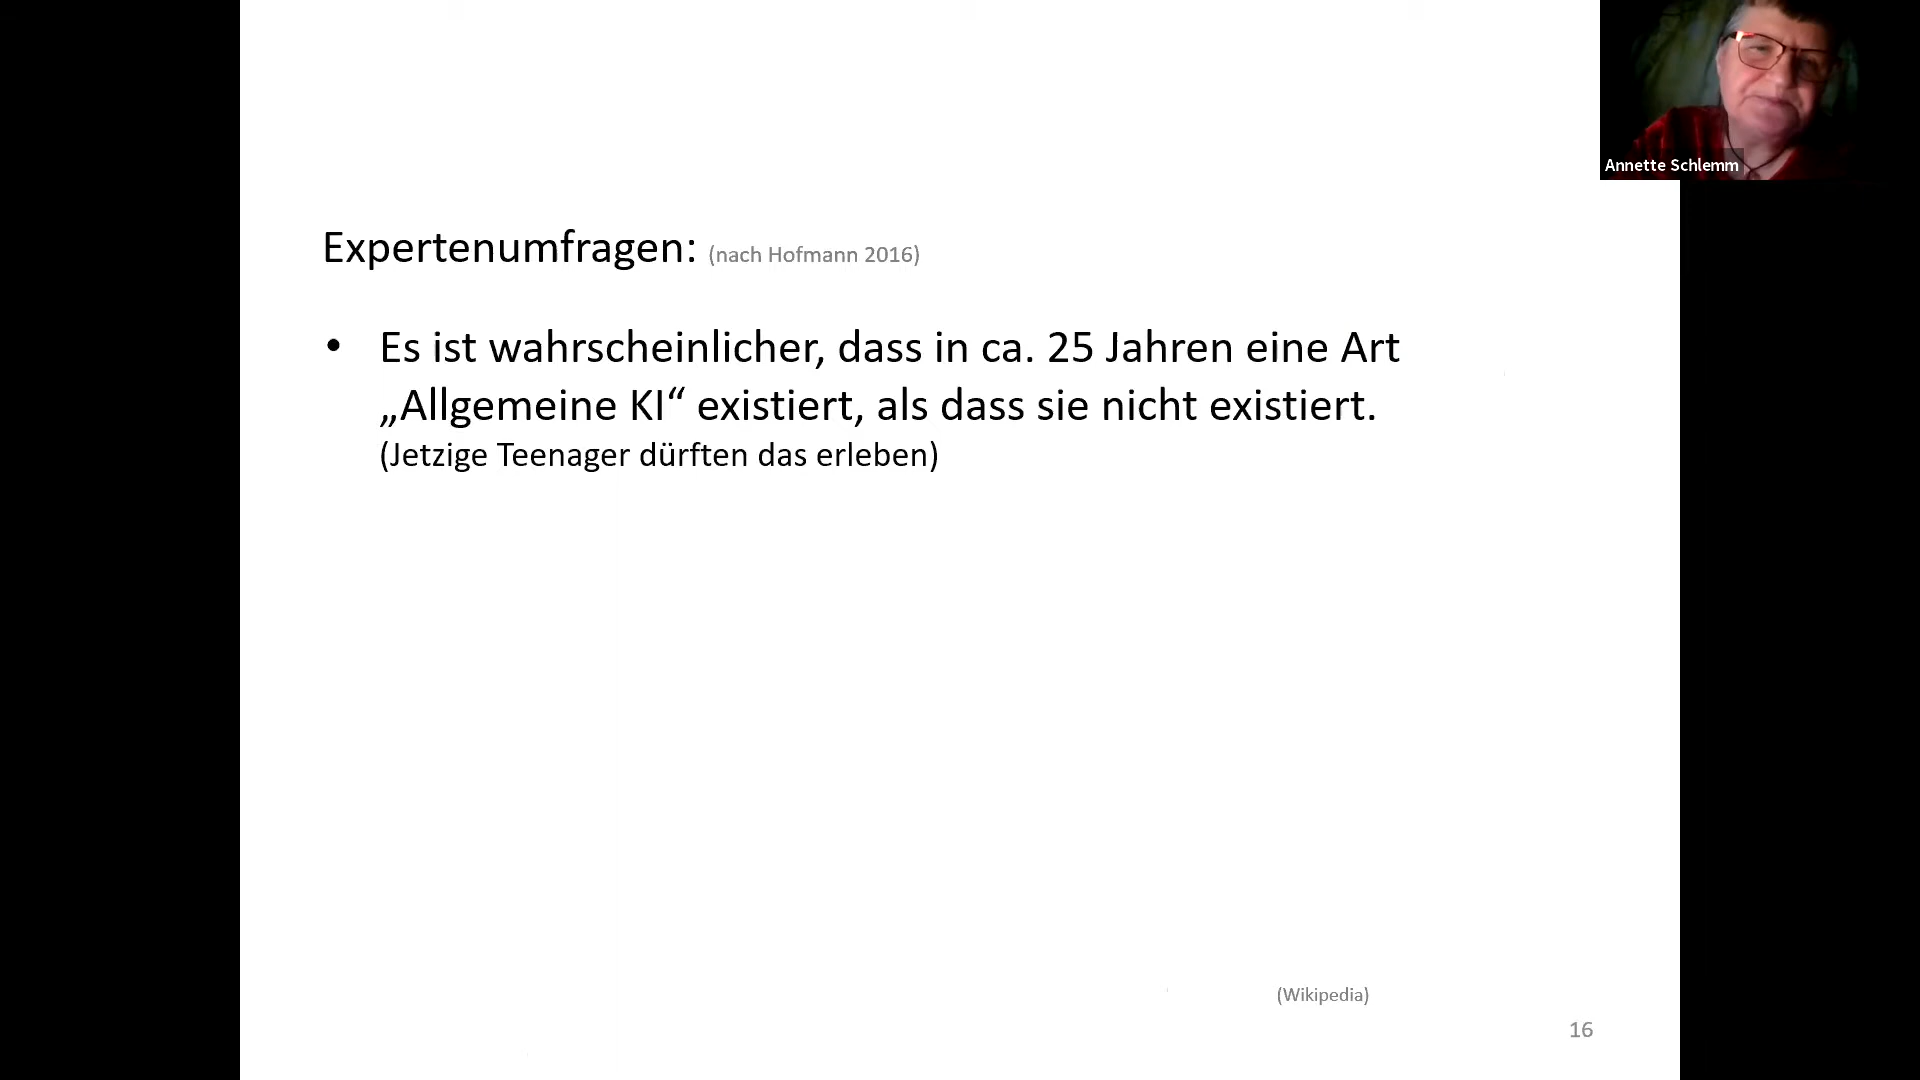 Annette Schlemm
Expertenumfragen: (nach Hofmann 2016)
• Es ist wahrscheinlicher, dass in ca. 25 Jahren eine Art
„Allgemeine KI“ existiert, als dass sie nicht existiert.
(Jetzige Teenager dürften das erleben)
(Wikipedia)
16